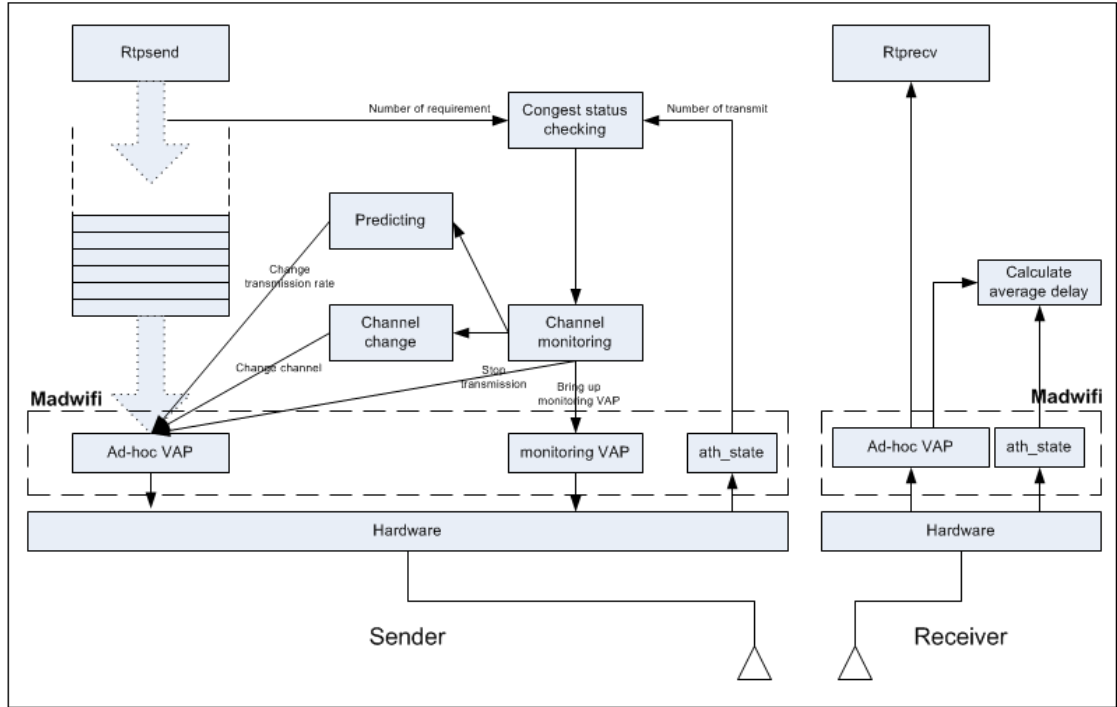 Rtpsend
Rtprecv
Number of requirement
Congest status
checking
Number of transmit
Predicting
Change
transmission rate
Calculate
average delay
Channel
change
Channel
monitoring
Change channel
Stop
transmission
Bring up
monitoring VAP
Madwifi
Madwifi
Ad-hoc VAP
monitoring VAP
ath_state
Ad-hoc VAP
ath_state
Hardware
Hardware
Sender
Receiver